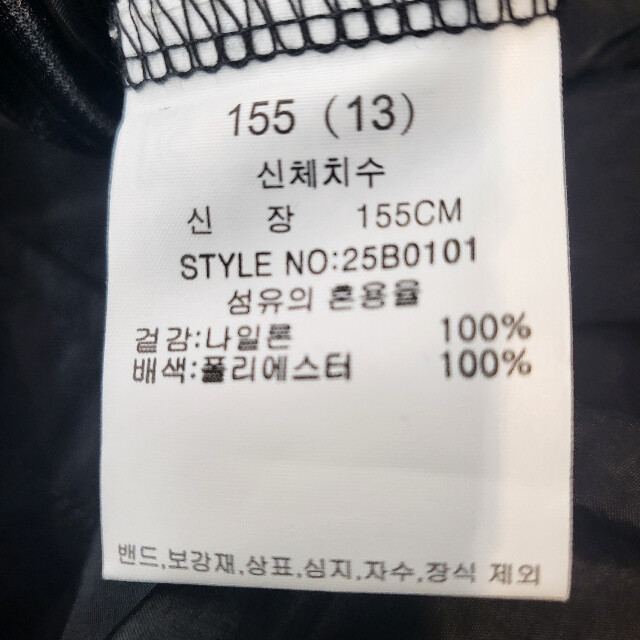 155 (13)
신체치수
신 장 155CM
STYLE NO:25B0101
섬유의 혼용율
겉감:나일론 100%
배색:폴리에스터 100%
밴드,보강재,상표,심지,자수,장식 제외